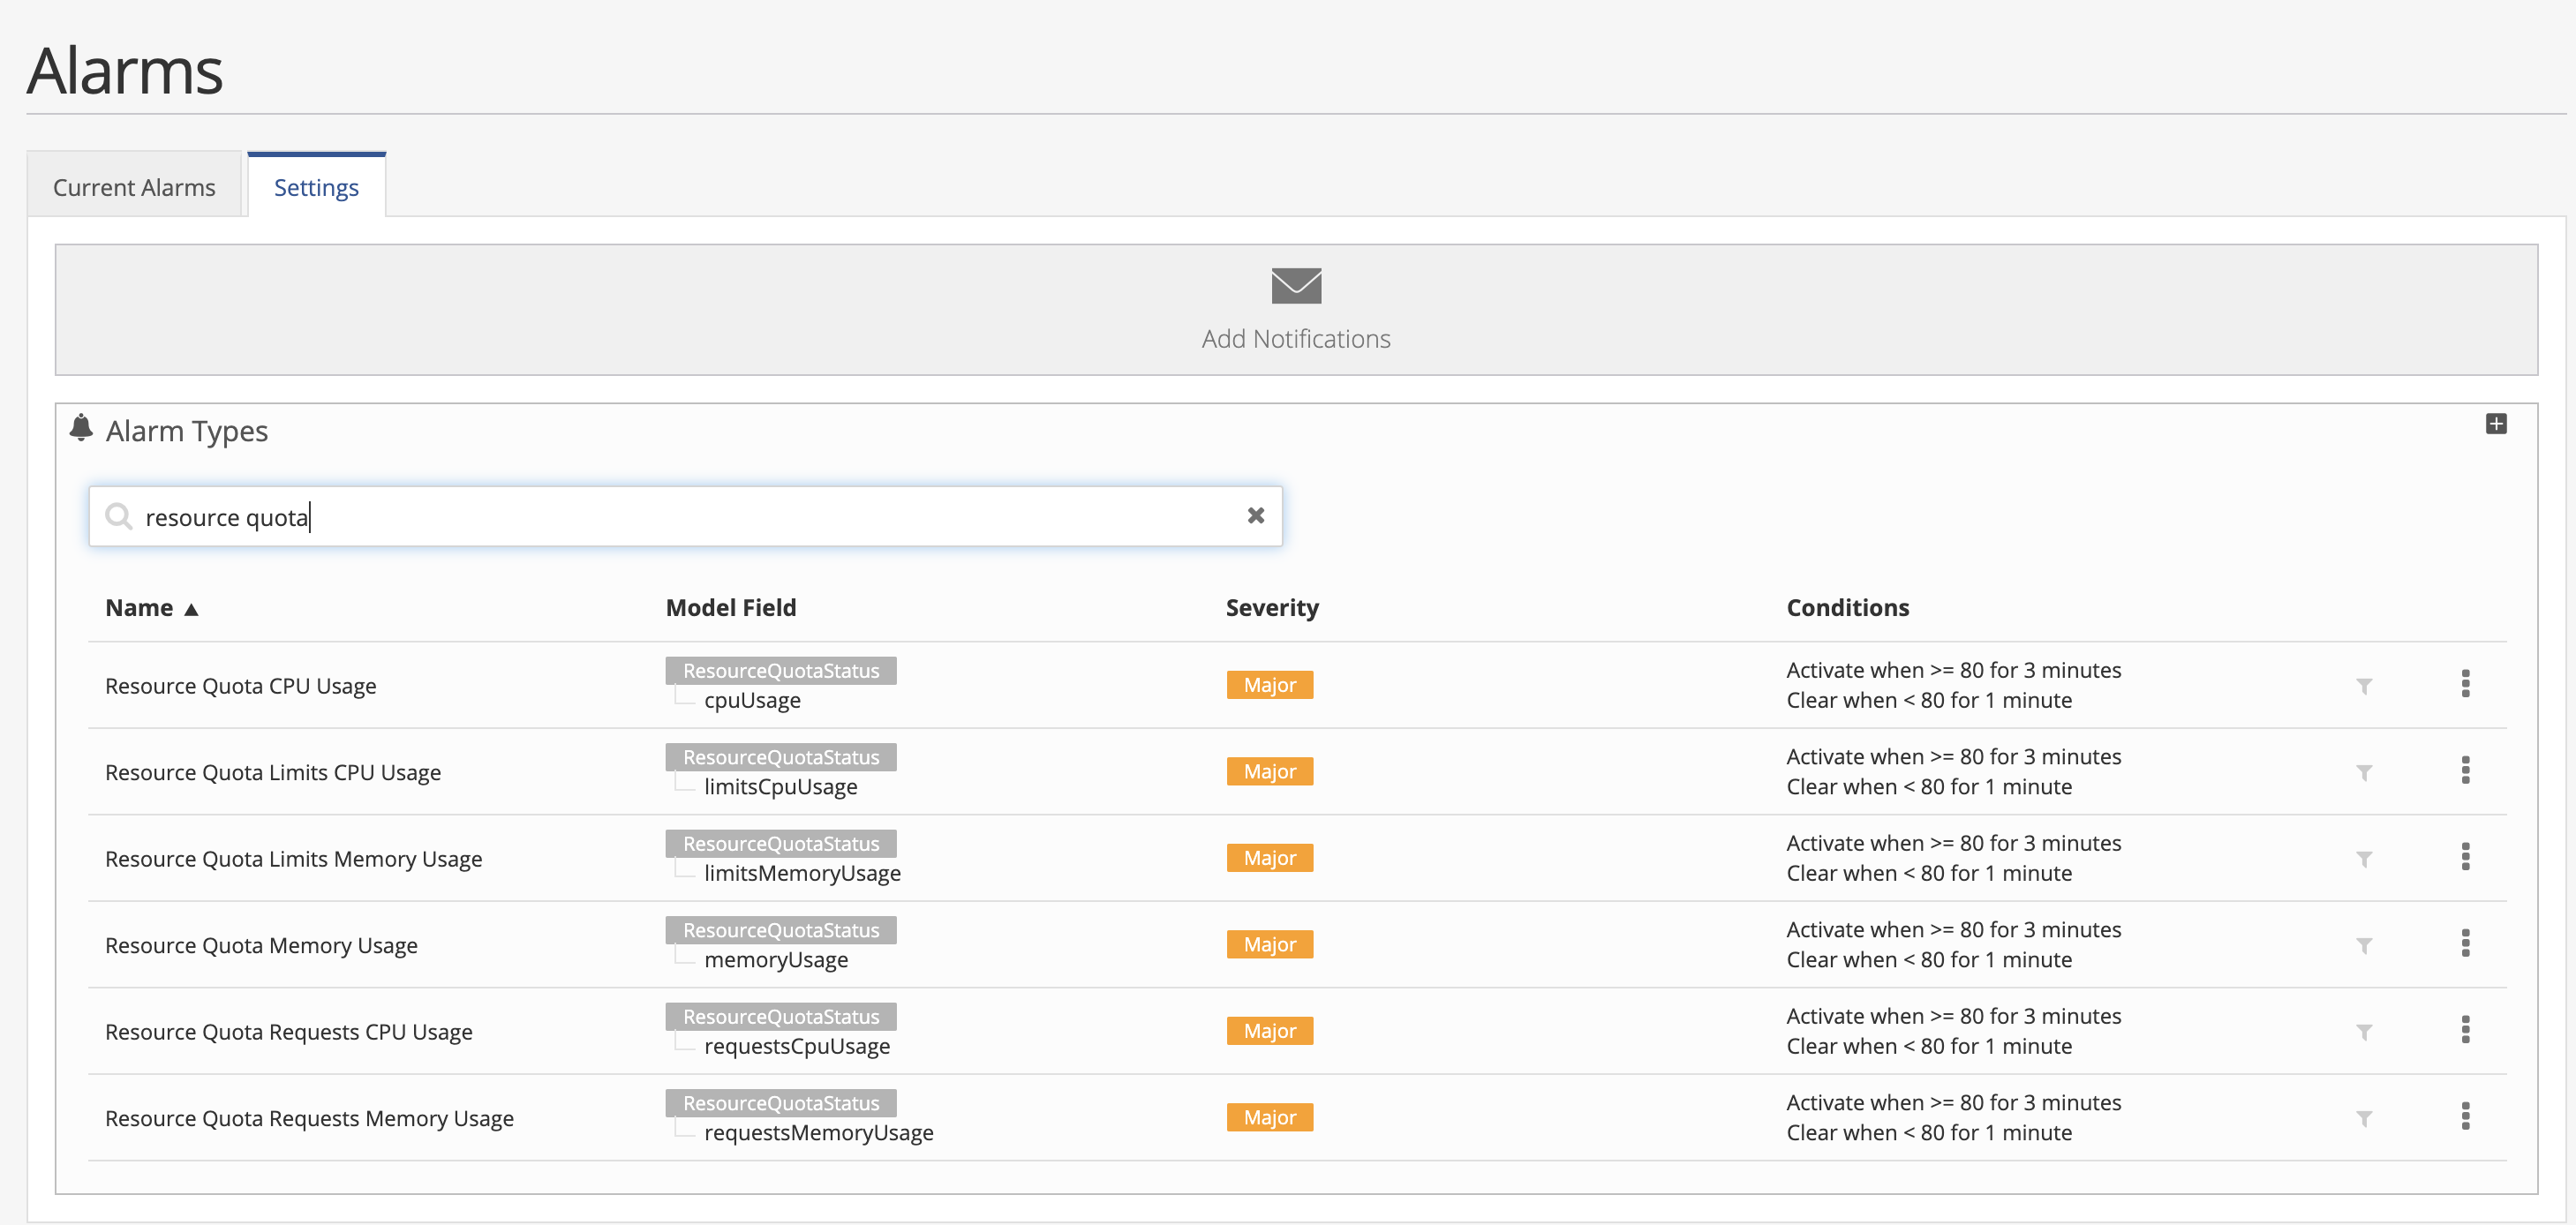 Alarms
Current Alarms
Settings
Add Notifications
Alarm Types
resource quota
Name ▲ Model Field Severity Conditions
Resource Quota CPU Usage ResourceQuotaStatus cpuUsage Major Activate when >= 80 for 3 minutes
Clear when < 80 for 1 minute
Resource Quota Limits CPU Usage ResourceQuotaStatus limitsCpuUsage Major Activate when >= 80 for 3 minutes
Clear when < 80 for 1 minute
Resource Quota Limits Memory Usage ResourceQuotaStatus limitsMemoryUsage Major Activate when >= 80 for 3 minutes
Clear when < 80 for 1 minute
Resource Quota Memory Usage ResourceQuotaStatus memoryUsage Major Activate when >= 80 for 3 minutes
Clear when < 80 for 1 minute
Resource Quota Requests CPU Usage ResourceQuotaStatus requestsCpuUsage Major Activate when >= 80 for 3 minutes
Clear when < 80 for 1 minute
Resource Quota Requests Memory Usage ResourceQuotaStatus requestsMemoryUsage Major Activate when >= 80 for 3 minutes
Clear when < 80 for 1 minute